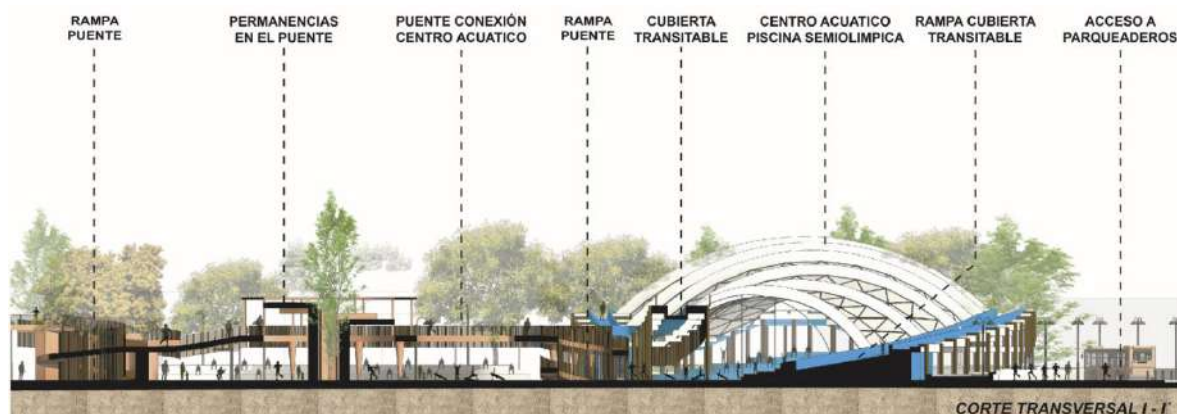 RAMPA
PUENTE
PERMANENCIAS
EN EL PUENTE
PUENTE CONEXIÓN
CENTRO ACUATICO
RAMPA
PUENTE
CUBIERTA
TRANSITABLE
CENTRO ACUATICO
PISCINA SEMIOLIMPICA
RAMPA CUBIERTA
TRANSITABLE
ACCESO A
PARQUEADEROS
CORTE TRANSVERSAL I - I'